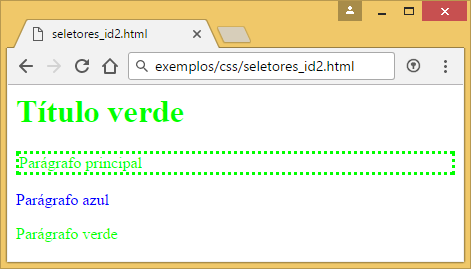 seletores_id2.html
exemplos/css/seletores_id2.html
Título verde
Parágrafo principal
Parágrafo azul
Parágrafo verde